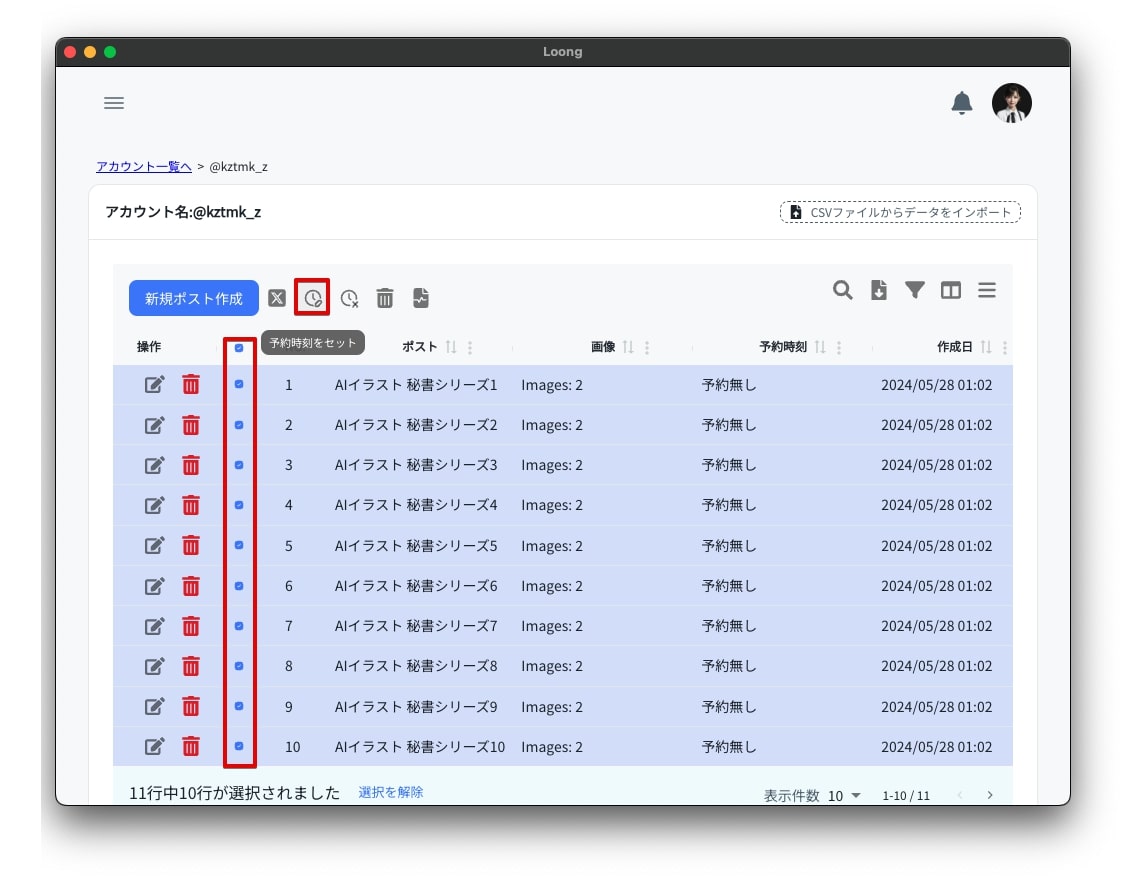 Loong
アカウント一覧へ > @kztmk_z
アカウント名:@kztmk_z
CSVファイルからデータをインポート
新規ポスト作成
予約時刻をセット
操作 ポスト 画像 予約時刻 作成日
1 AIイラスト 秘書シリーズ1 Images: 2 予約無し 2024/05/28 01:02
2 AIイラスト 秘書シリーズ2 Images: 2 予約無し 2024/05/28 01:02
3 AIイラスト 秘書シリーズ3 Images: 2 予約無し 2024/05/28 01:02
4 AIイラスト 秘書シリーズ4 Images: 2 予約無し 2024/05/28 01:02
5 AIイラスト 秘書シリーズ5 Images: 2 予約無し 2024/05/28 01:02
6 AIイラスト 秘書シリーズ6 Images: 2 予約無し 2024/05/28 01:02
7 AIイラスト 秘書シリーズ7 Images: 2 予約無し 2024/05/28 01:02
8 AIイラスト 秘書シリーズ8 Images: 2 予約無し 2024/05/28 01:02
9 AIイラスト 秘書シリーズ9 Images: 2 予約無し 2024/05/28 01:02
10 AIイラスト 秘書シリーズ10 Images: 2 予約無し 2024/05/28 01:02
11行中10行が選択されました 選択を解除 表示件数 10 1-10 / 11